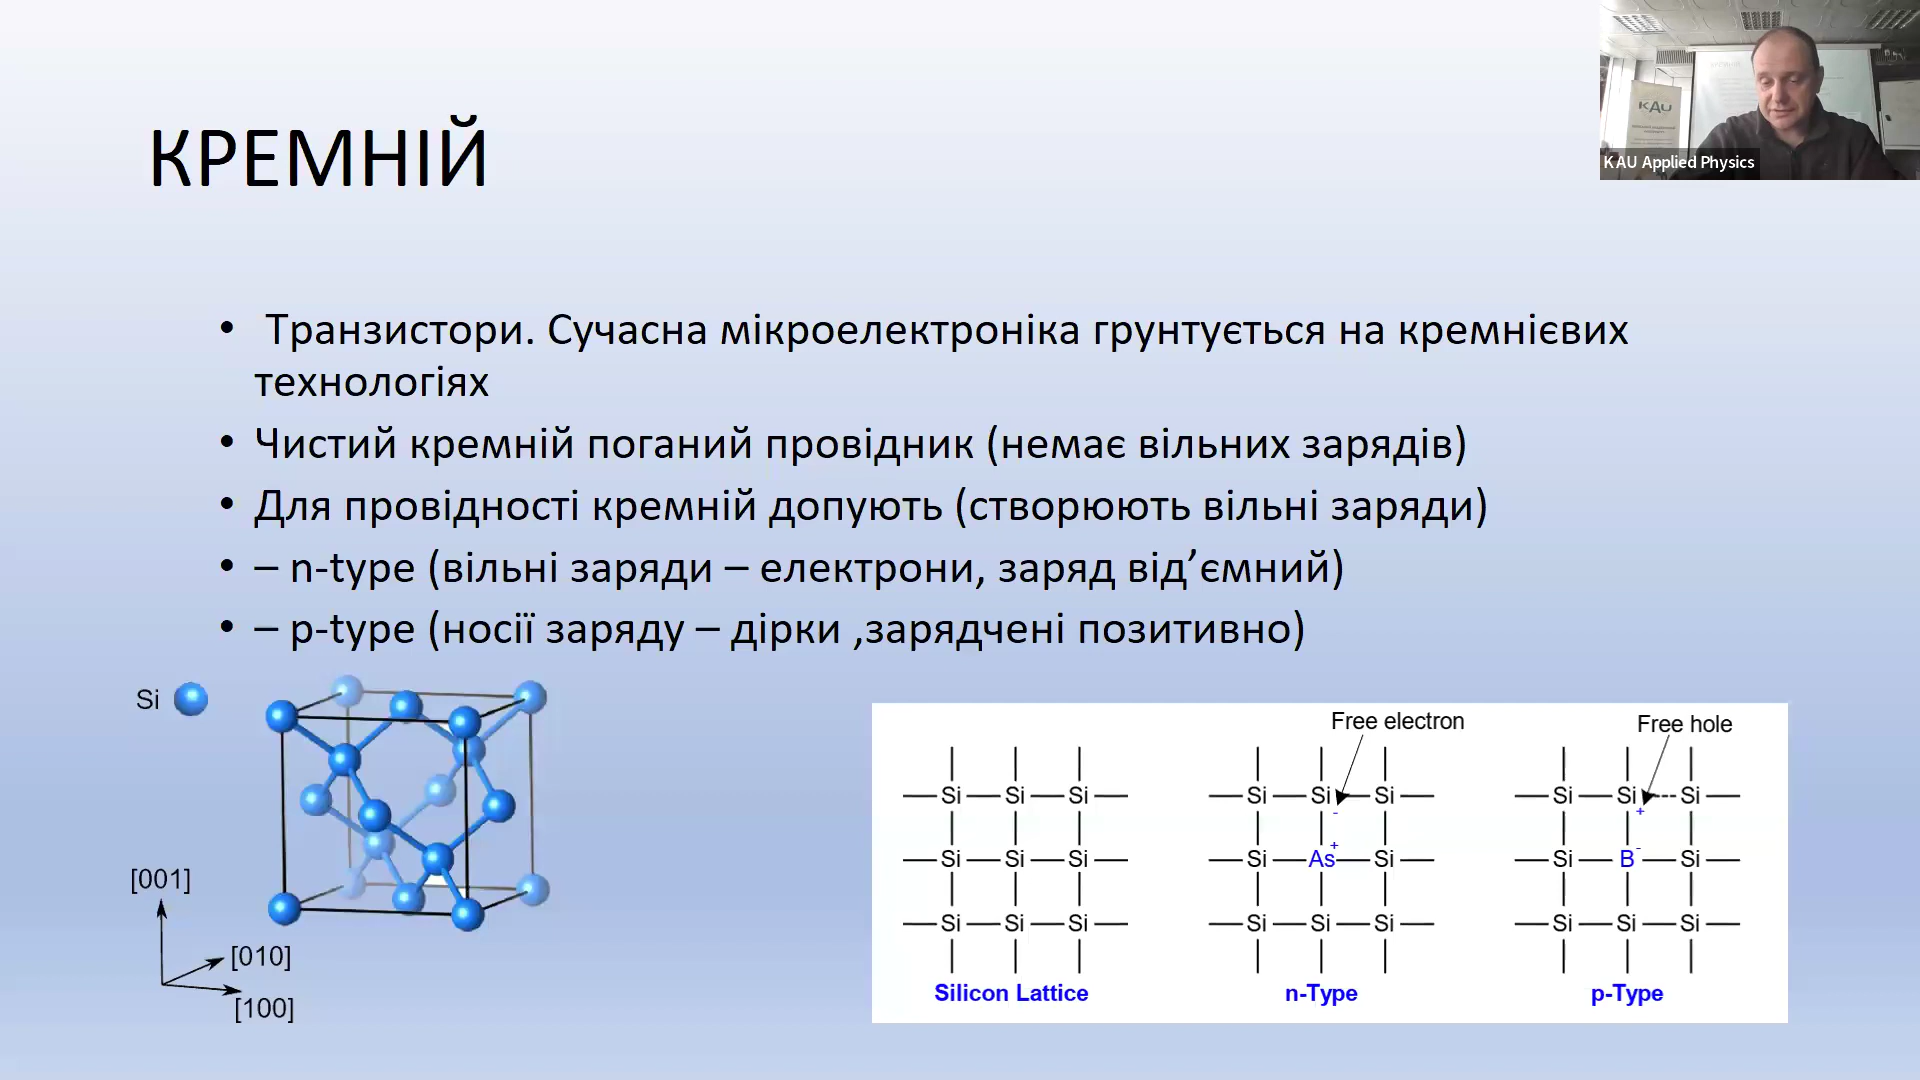 КРЕМНІЙ
KAU
KAU Applied Physics
• Транзистори. Сучасна мікроелектроніка грунтується на кремнієвих
технологіях
• Чистий кремній поганий провідник (немає вільних зарядів)
• Для провідності кремній допують (створюють вільні заряди)
• – n-type (вільні заряди – електрони, заряд від’ємний)
• – p-type (носії заряду – дірки ,зарядчені позитивно)
Si
[001]
[010]
[100]
Free electron
Free hole
Si Si Si
Si Si Si
Si Si Si
Silicon Lattice
Si Si Si
-
Si As+ Si
Si Si Si
n-Type
Si Si Si
+
Si B- Si
Si Si Si
p-Type